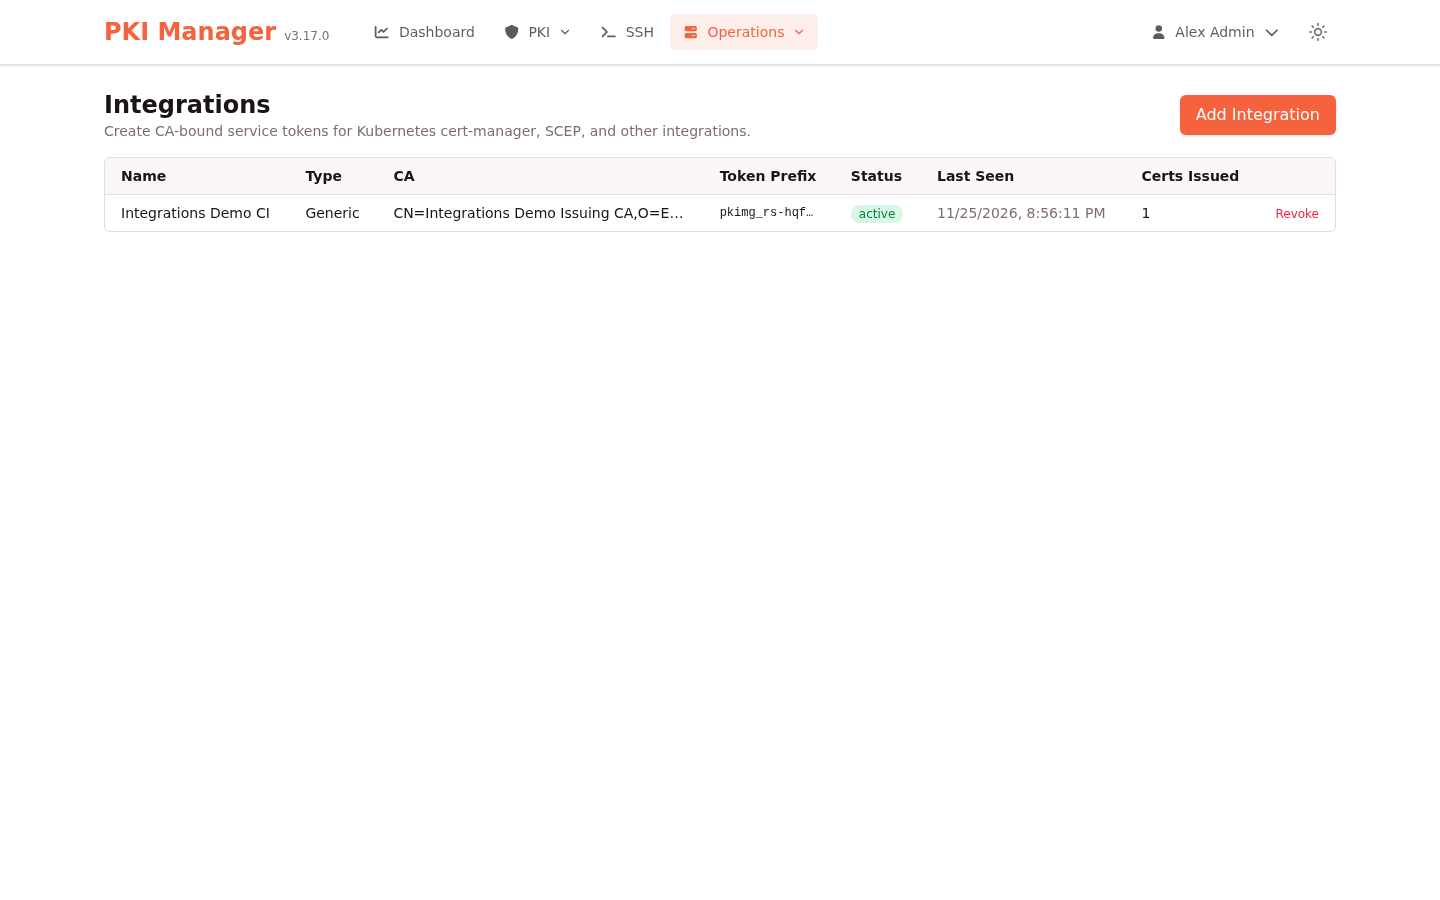 PKI Manager v3.17.0 Dashboard PKI SSH Operations Alex Admin
Integrations
Create CA-bound service tokens for Kubernetes cert-manager, SCEP, and other integrations.
Add Integration
Name Type CA Token Prefix Status Last Seen Certs Issued
Integrations Demo CI Generic CN=Integrations Demo Issuing CA,O=E… pkimg_rs-hqf… active 11/25/2026, 8:56:11 PM 1 Revoke